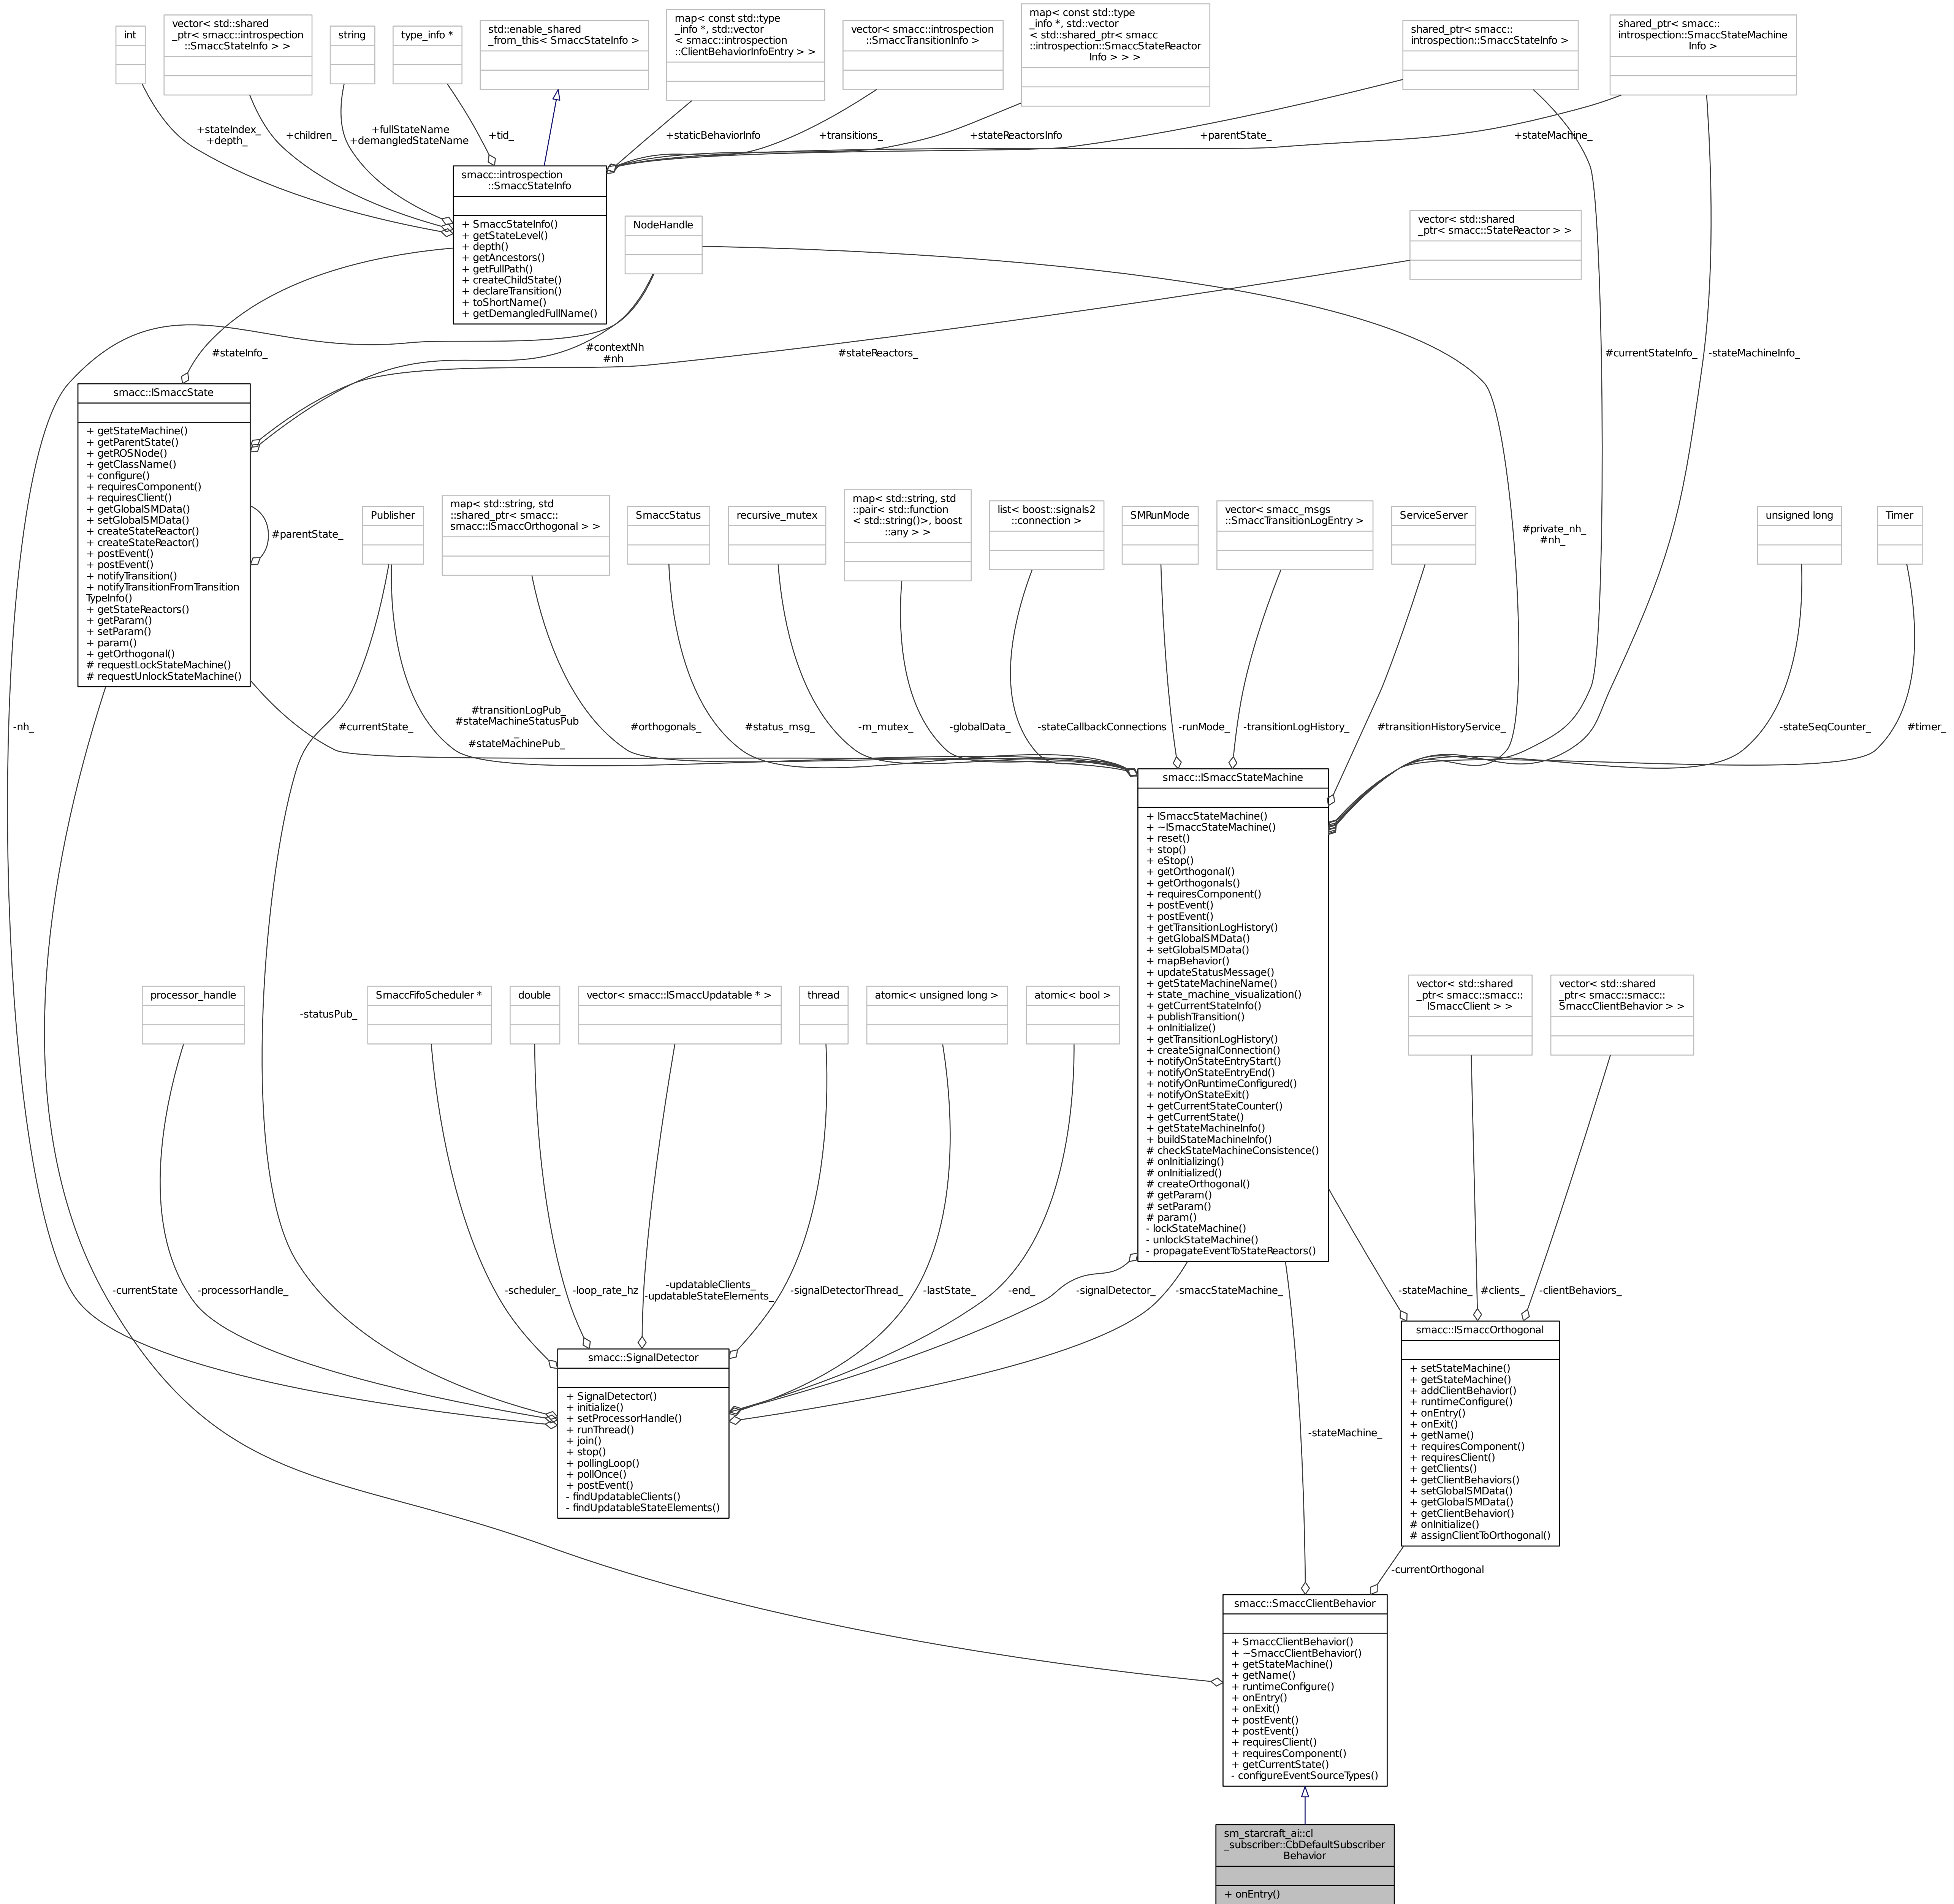 int
vector< std::shared
_ptr< smacc::introspection
::SmaccStateInfo > >
string
type_info *
std::enable_shared
_from_this< SmaccStateInfo >
map< const std::type
_info *, std::vector
< smacc::introspection
::ClientBehaviorInfoEntry > >
vector< smacc::introspection
::SmaccTransitionInfo >
map< const std::type
_info *, std::vector
< std::shared_ptr< smacc
::introspection::SmaccStateReactor
Info > > >
shared_ptr< smacc::
introspection::SmaccStateInfo >
shared_ptr< smacc::
introspection::SmaccStateMachine
Info >
+stateIndex_
+depth_
+children_
+fullStateName
+demangledStateName
+tid_
+staticBehaviorInfo
+transitions_
+stateReactorsInfo
+parentState_
+stateMachine_
smacc::introspection
::SmaccStateInfo
+ SmaccStateInfo()
+ getStateLevel()
+ depth()
+ getAncestors()
+ getFullPath()
+ createChildState()
+ declareTransition()
+ toShortName()
+ getDemangledFullName()
NodeHandle
vector< std::shared
_ptr< smacc::StateReactor > >
#stateInfo_
#contextNh
#nh
#stateReactors_
#currentStateInfo_
-stateMachineInfo_
smacc::ISmaccState
+ getStateMachine()
+ getParentState()
+ getROSNode()
+ getClassName()
+ configure()
+ requiresComponent()
+ requiresClient()
+ getGlobalSMData()
+ setGlobalSMData()
+ createStateReactor()
+ createStateReactor()
+ postEvent()
+ postEvent()
+ notifyTransition()
+ notifyTransitionFromTransition
TypeInfo()
+ getStateReactors()
+ getParam()
+ setParam()
+ param()
+ getOrthogonal()
# requestLockStateMachine()
# requestUnlockStateMachine()
#parentState_
Publisher
map< std::string, std
::shared_ptr< smacc::
smacc::ISmaccOrthogonal > >
SmaccStatus
recursive_mutex
map< std::string, std
::pair< std::function
< std::string()>, boost
::any > >
list< boost::signals2
::connection >
SMRunMode
vector< smacc_msgs
::SmaccTransitionLogEntry >
ServiceServer
#private_nh_
#nh_
unsigned long
Timer
-nh_
#currentState_
#transitionLogPub_
#stateMachineStatusPub
_
#stateMachinePub_
#orthogonals_
#status_msg_
-m_mutex_
-globalData_
-stateCallbackConnections
-runMode_
-transitionLogHistory_
#transitionHistoryService_
-stateSeqCounter_
#timer_
smacc::ISmaccStateMachine
+ ISmaccStateMachine()
+ ~ISmaccStateMachine()
+ reset()
+ stop()
+ eStop()
+ getOrthogonal()
+ getOrthogonals()
+ requiresComponent()
+ postEvent()
+ postEvent()
+ getTransitionLogHistory()
+ getGlobalSMData()
+ setGlobalSMData()
+ mapBehavior()
+ updateStatusMessage()
+ getStateMachineName()
+ state_machine_visualization()
+ getCurrentStateInfo()
+ publishTransition()
+ onInitialize()
+ getTransitionLogHistory()
+ createSignalConnection()
+ notifyOnStateEntryStart()
+ notifyOnStateEntryEnd()
+ notifyOnRuntimeConfigured()
+ notifyOnStateExit()
+ getCurrentStateCounter()
+ getCurrentState()
+ getStateMachineInfo()
+ buildStateMachineInfo()
# checkStateMachineConsistence()
# onInitializing()
# onInitialized()
# createOrthogonal()
# getParam()
# setParam()
# param()
- lockStateMachine()
- unlockStateMachine()
- propagateEventToStateReactors()
processor_handle
-statusPub_
SmaccFifoScheduler *
double
vector< smacc::ISmaccUpdatable * >
thread
atomic< unsigned long >
atomic< bool >
vector< std::shared
_ptr< smacc::smacc::
ISmaccClient > >
vector< std::shared
_ptr< smacc::smacc::
SmaccClientBehavior > >
-currentState
-processorHandle_
-scheduler_
-loop_rate_hz
-updatableClients_
-updatableStateElements_
-signalDetectorThread_
-lastState_
-end_
-signalDetector_
-smaccStateMachine_
-stateMachine_
#clients_
-clientBehaviors_
smacc::SignalDetector
+ SignalDetector()
+ initialize()
+ setProcessorHandle()
+ runThread()
+ join()
+ stop()
+ pollingLoop()
+ pollOnce()
+ postEvent()
- findUpdatableClients()
- findUpdatableStateElements()
smacc::ISmaccOrthogonal
+ setStateMachine()
+ getStateMachine()
+ addClientBehavior()
+ runtimeConfigure()
+ onEntry()
+ onExit()
+ getName()
+ requiresComponent()
+ requiresClient()
+ getClients()
+ getClientBehaviors()
+ setGlobalSMData()
+ getGlobalSMData()
+ getClientBehavior()
# onInitialize()
# assignClientToOrthogonal()
-stateMachine_
-currentOrthogonal
smacc::SmaccClientBehavior
+ SmaccClientBehavior()
+ ~SmaccClientBehavior()
+ getStateMachine()
+ getName()
+ runtimeConfigure()
+ onEntry()
+ onExit()
+ postEvent()
+ postEvent()
+ requiresClient()
+ requiresComponent()
+ getCurrentState()
- configureEventSourceTypes()
sm_starcraft_ai::cl
_subscriber::CbDefaultSubscriber
Behavior
+ onEntry()